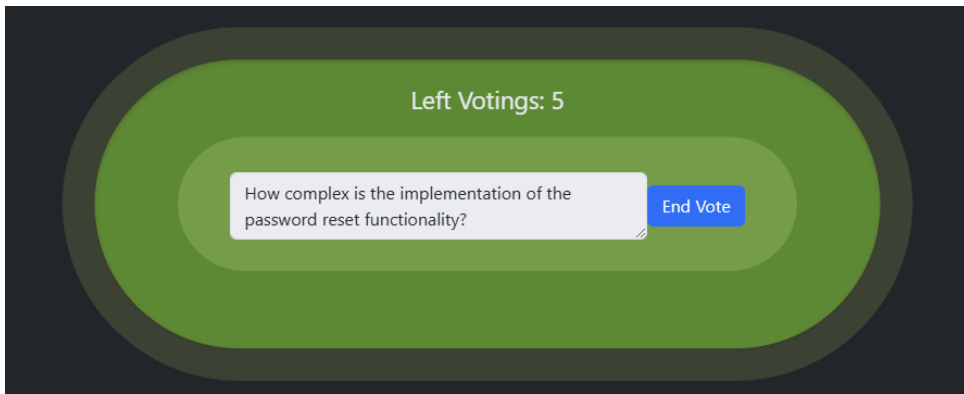 Left Votings: 5
How complex is the implementation of the
password reset functionality?
End Vote